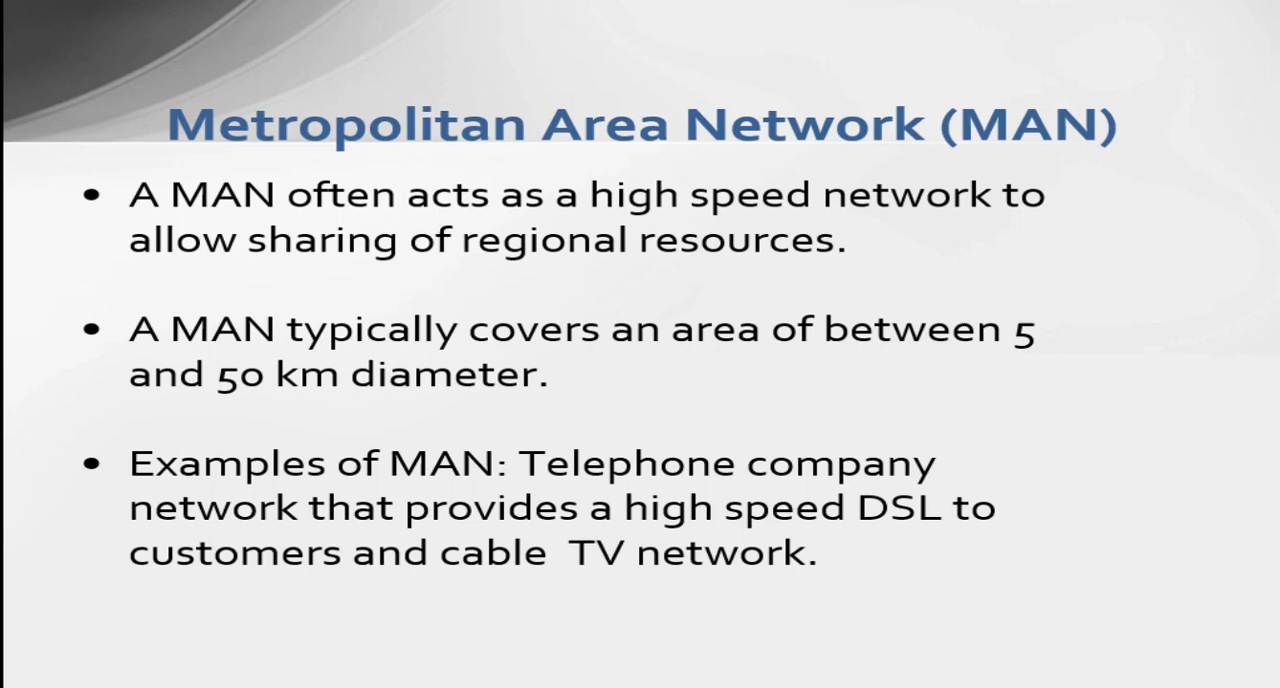 Metropolitan Area Network (MAN)
• A MAN often acts as a high speed network to
allow sharing of regional resources.
• A MAN typically covers an area of between 5
and 50 km diameter.
• Examples of MAN: Telephone company
network that provides a high speed DSL to
customers and cable  TV network.